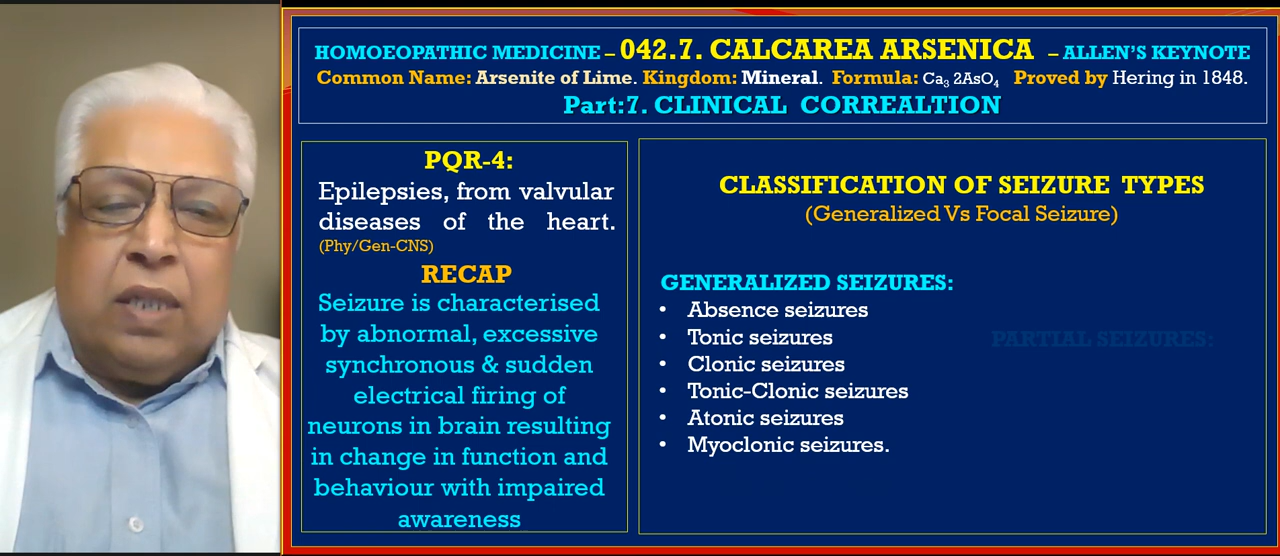 HOMOEOPATHIC MEDICINE – 042.7. CALCAREA ARSENICA – ALLEN'S KEYNOTE
Common Name: Arsenite of Lime. Kingdom: Mineral. Formula: Ca3 2AsO4 Proved by Hering in 1848.
Part:7. CLINICAL CORREALTION
PQR-4:
Epilepsies, from valvular
diseases of the heart.
(Phy/Gen-CNS)
RECAP
Seizure is characterised
by abnormal, excessive
synchronous & sudden
electrical firing of
neurons in brain resulting
in change in function and
behaviour with impaired
awareness
CLASSIFICATION OF SEIZURE TYPES
(Generalized Vs Focal Seizure)
GENERALIZED SEIZURES:
• Absence seizures
• Tonic seizures
• Clonic seizures
• Tonic-Clonic seizures
• Atonic seizures
• Myoclonic seizures.
PARTIAL SEIZURES: